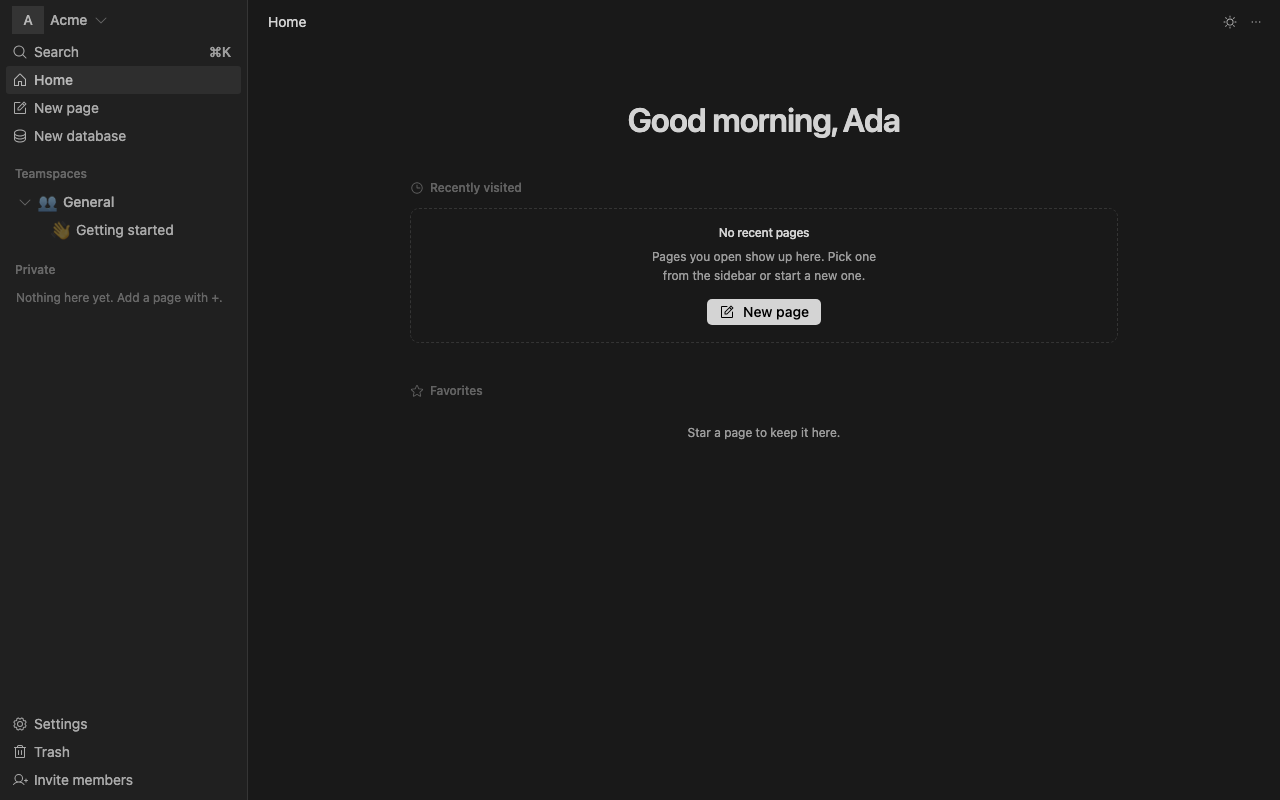 A Acme
Search ⌘K
Home
New page
New database
Teamspaces
General
Getting started
Private
Nothing here yet. Add a page with +.
Settings
Trash
Invite members
Home
Good morning, Ada
Recently visited
No recent pages
Pages you open show up here. Pick one
from the sidebar or start a new one.
New page
Favorites
Star a page to keep it here.